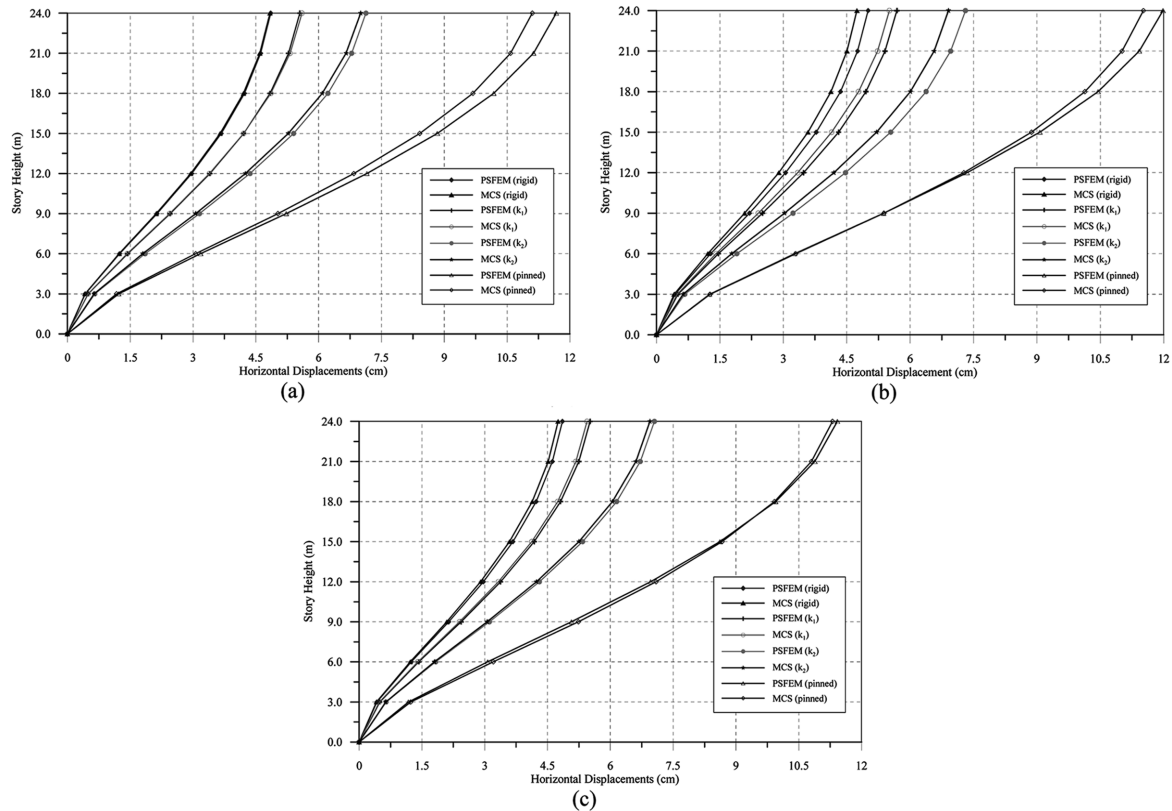 24.0
21.0
18.0
15.0
12.0
9.0
6.0
3.0
0.0
Story Height (m)
0 1.5 3 4.5 6 7.5 9 10.5 12
Horizontal Displacements (cm)
PSFEM (rigid)
MCS (rigid)
PSFEM (k₁)
MCS (k₁)
PSFEM (k₂)
MCS (k₂)
PSFEM (pinned)
MCS (pinned)
(a)
24.0
21.0
18.0
15.0
12.0
9.0
6.0
3.0
0.0
Story Height (m)
0 1.5 3 4.5 6 7.5 9 10.5 12
Horizontal Displacement (cm)
PSFEM (rigid)
MCS (rigid)
PSFEM (k₁)
MCS (k₁)
PSFEM (k₂)
MCS (k₂)
PSFEM (pinned)
MCS (pinned)
(b)
24.0
21.0
18.0
15.0
12.0
9.0
6.0
3.0
0.0
Story Height (m)
0 1.5 3 4.5 6 7.5 9 10.5 12
Horizontal Displacements (cm)
PSFEM (rigid)
MCS (rigid)
PSFEM (k₁)
MCS (k₁)
PSFEM (k₂)
MCS (k₂)
PSFEM (pinned)
MCS (pinned)
(c)